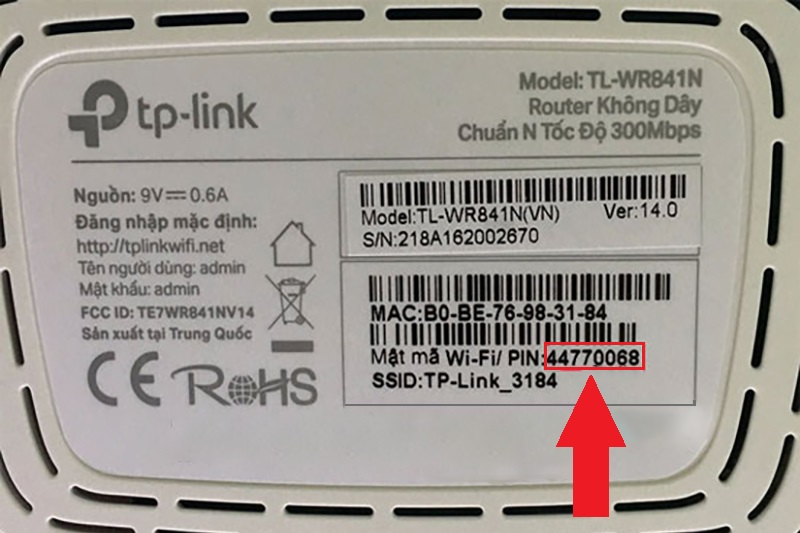 tp-link
Model: TL-WR841N
Router Không Dây
Chuẩn N Tốc Độ 300Mbps
Nguồn: 9V⎓0.6A
Đăng nhập mặc định:
http://tplinkwifi.net
Tên người dùng: admin
Mật khẩu: admin
FCC ID: TE7WR841NV14
Sản xuất tại Trung Quốc
CE RoHS
Model:TL-WR841N(VN) Ver:14.0
S/N:218A162002670
MAC:B0-BE-76-98-31-84
Mật mã Wi-Fi/ PIN:44770068
SSID:TP-Link_3184